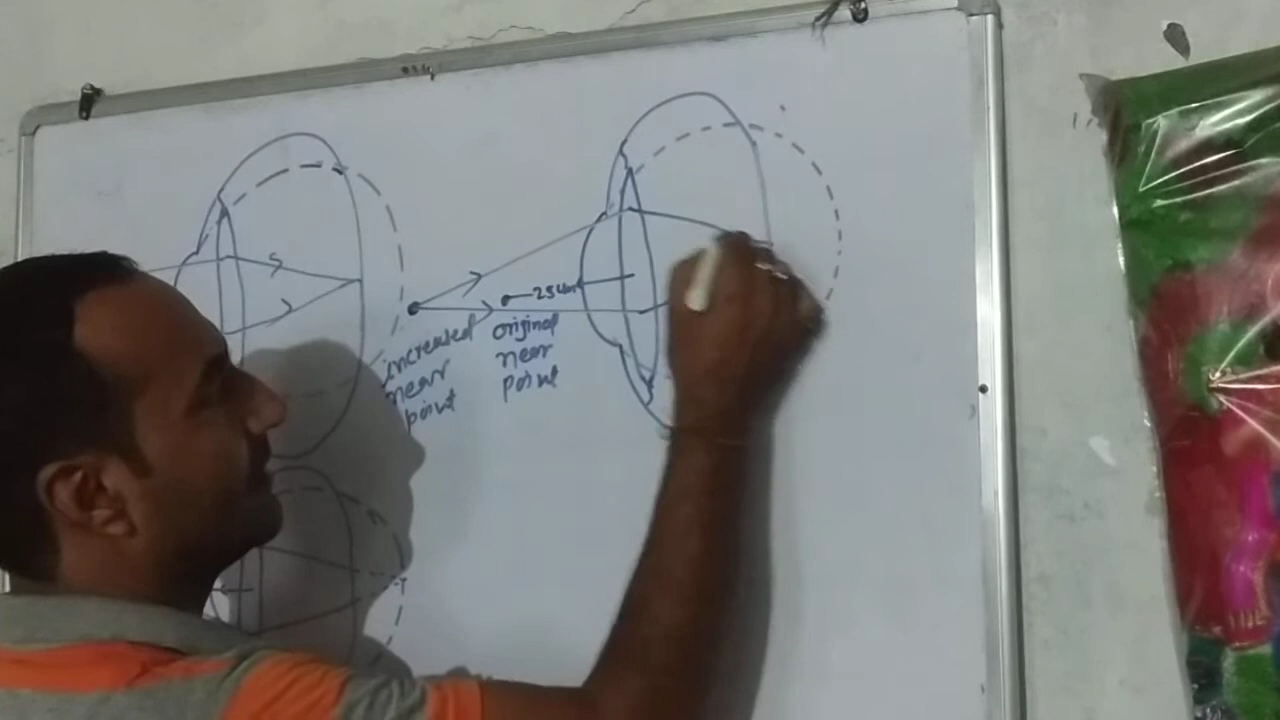 25cm
increased
near
point
original
near
point